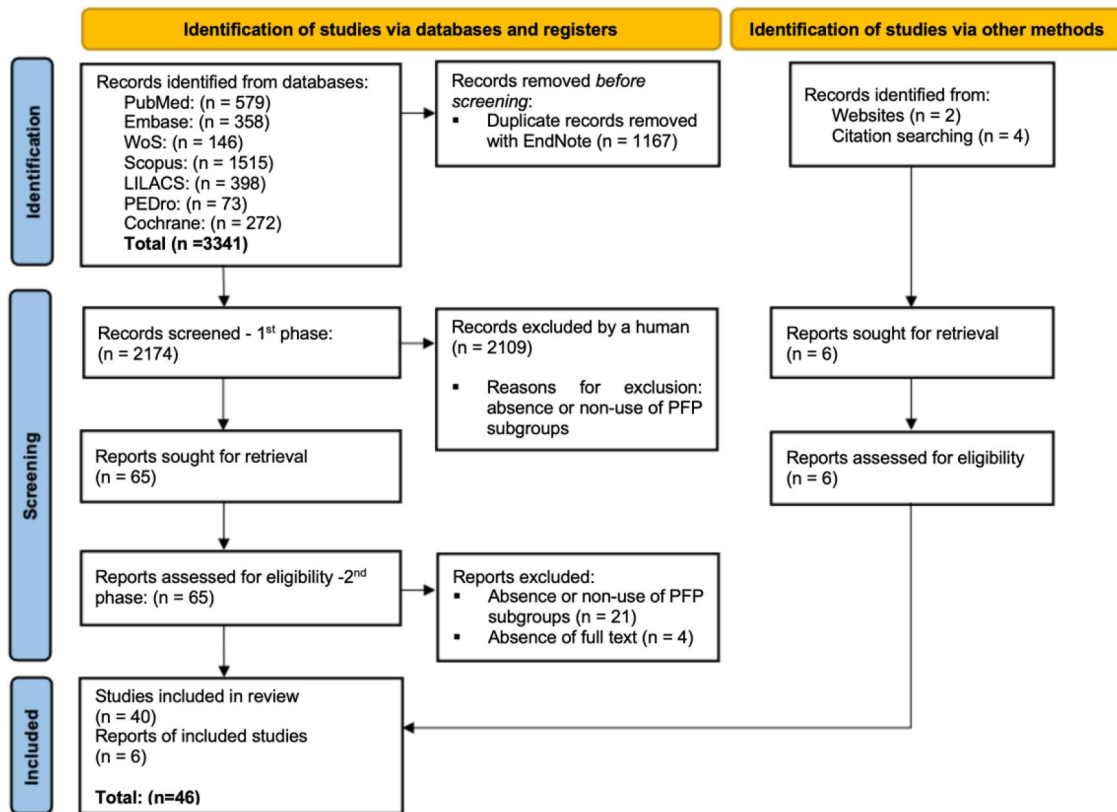 Identification of studies via databases and registers
Identification of studies via other methods
Identification
Records identified from databases:
PubMed: (n = 579)
Embase: (n = 358)
WoS: (n = 146)
Scopus: (n = 1515)
LILACS: (n = 398)
PEDro: (n = 73)
Cochrane: (n = 272)
Total (n =3341)
Records removed before
screening:
▪ Duplicate records removed
with EndNote (n = 1167)
Records identified from:
Websites (n = 2)
Citation searching (n = 4)
Screening
Records screened - 1st phase:
(n = 2174)
Records excluded by a human
(n = 2109)
▪ Reasons for exclusion:
absence or non-use of PFP
subgroups
Reports sought for retrieval
(n = 6)
Reports sought for retrieval
(n = 65)
Reports assessed for eligibility
(n = 6)
Reports assessed for eligibility -2nd
phase: (n = 65)
Reports excluded:
▪ Absence or non-use of PFP
subgroups (n = 21)
▪ Absence of full text (n = 4)
Included
Studies included in review
(n = 40)
Reports of included studies
(n = 6)
Total: (n=46)